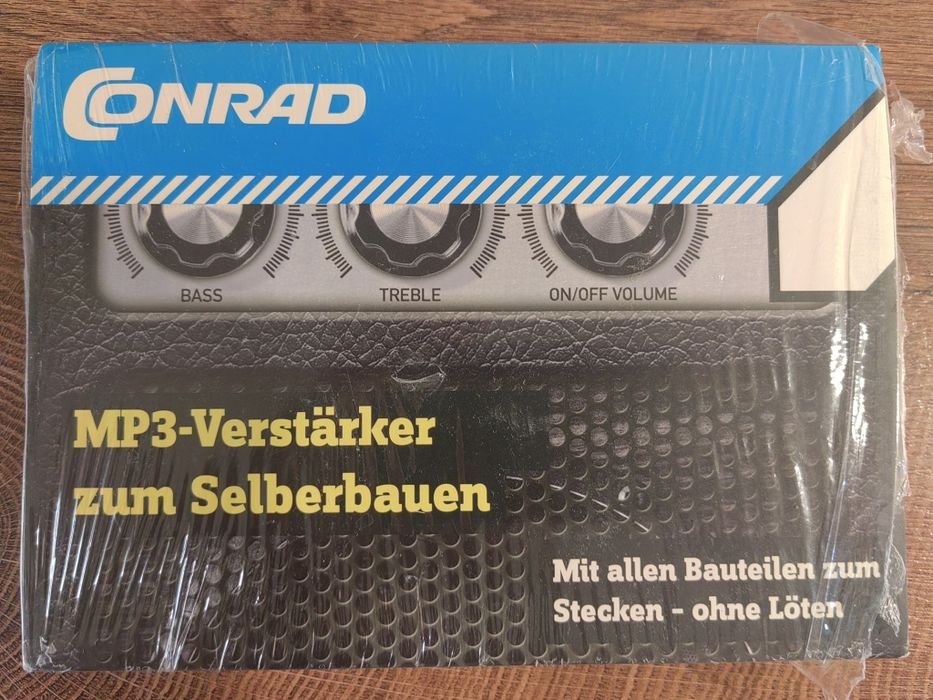 CONRAD
BASS TREBLE ON/OFF VOLUME
MP3-Verstärker
zum Selberbauen
Mit allen Bauteilen zum
Stecken - ohne Löten